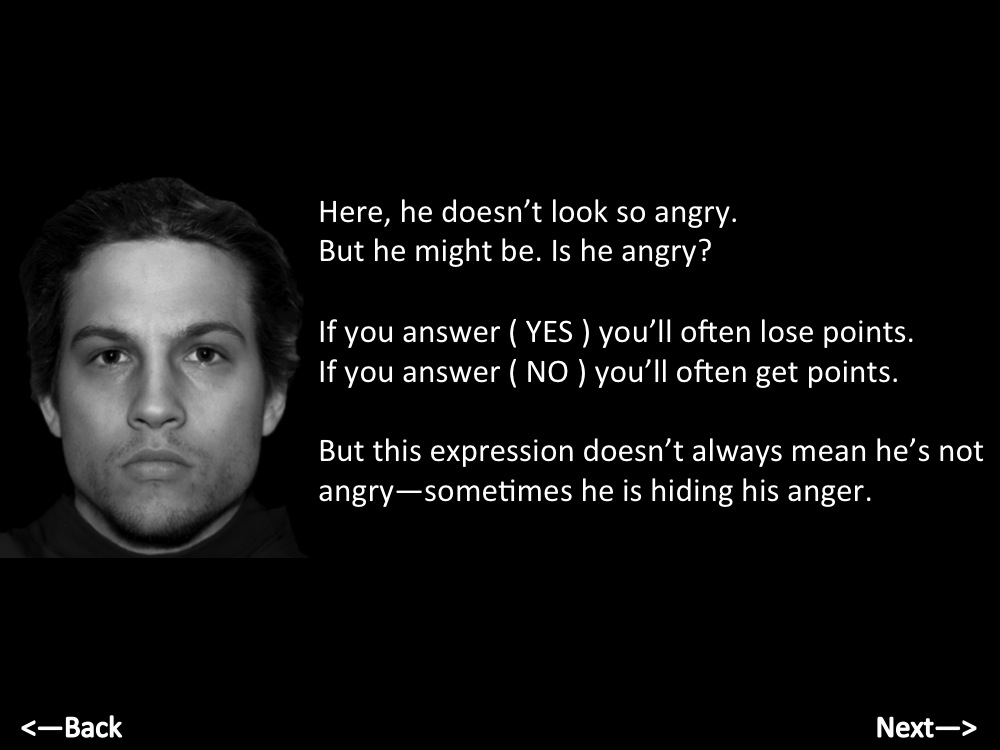 Here, he doesn’t look so angry.
But he might be. Is he angry?
If you answer ( YES ) you’ll often lose points.
If you answer ( NO ) you’ll often get points.
But this expression doesn’t always mean he’s not
angry—sometimes he is hiding his anger.
<—Back
Next—>